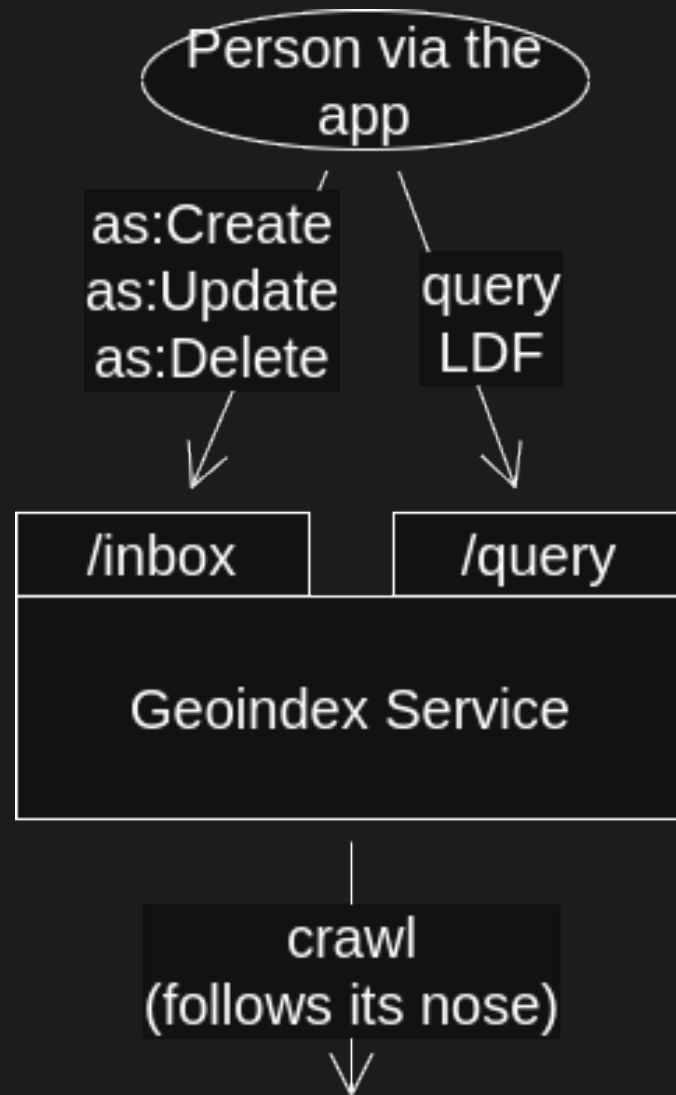 Person via the
app
as:Create
as:Update
as:Delete
query
LDF
/inbox
/query
Geoindex Service
crawl
(follows its nose)